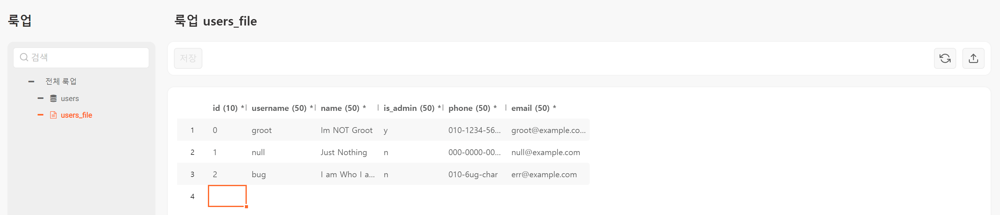 룩업
룩업 users_file
검색
저장
전체 룩업
users
users_file
id (10) * username (50) * name (50) * is_admin (50) * phone (50) * email (50) *
1 0 groot Im NOT Groot y 010-1234-56... groot@example.co...
2 1 null Just Nothing n 000-0000-00... null@example.com
3 2 bug I am Who I a... n 010-6ug-char err@example.com
4